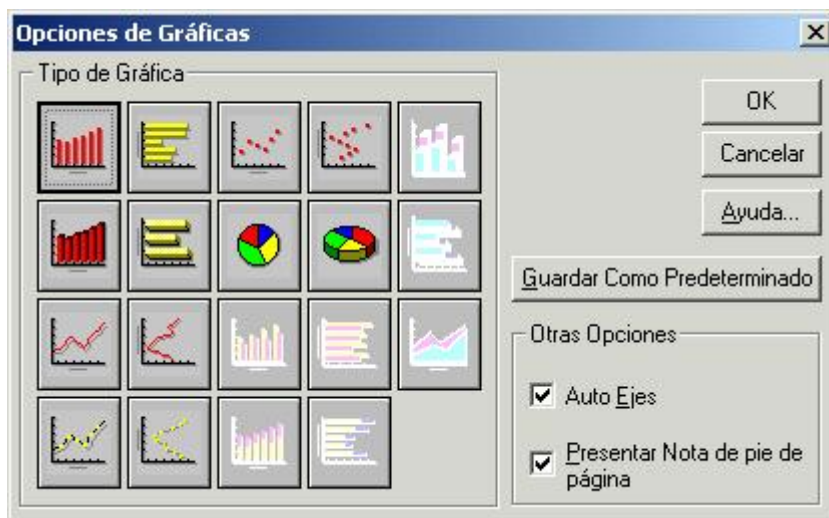 Opciones de Gráficas
Tipo de Gráfica
OK
Cancelar
Ayuda...
Guardar Como Predeterminado
Otras Opciones
Auto Ejes
Presentar Nota de pie de
página